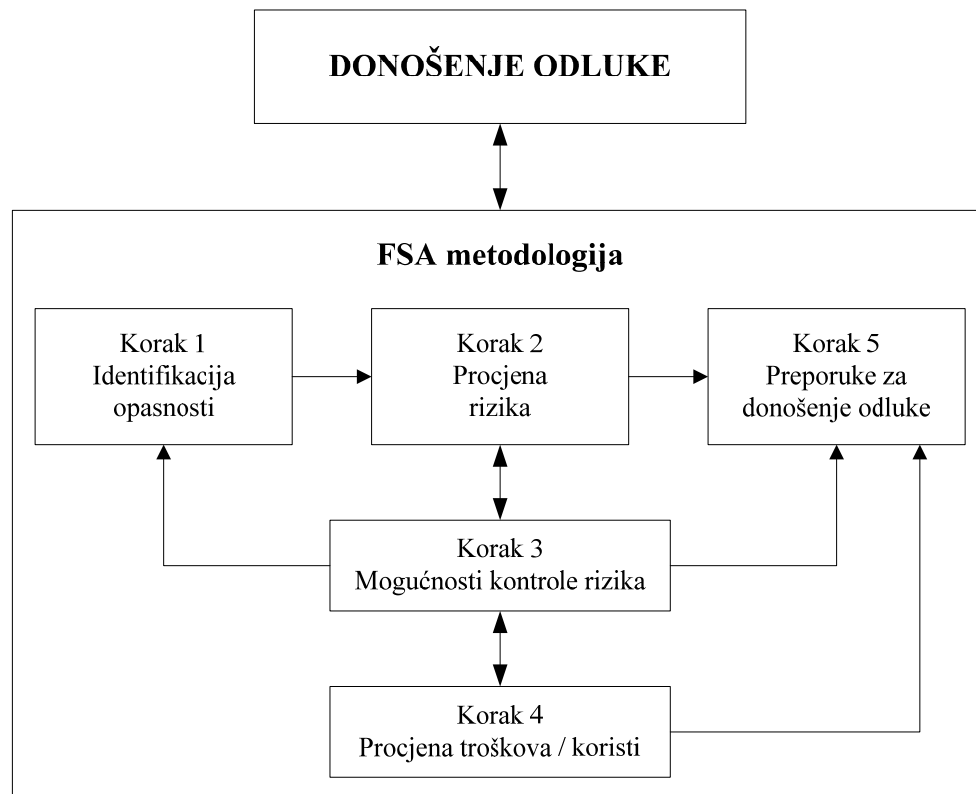 DONOŠENJE ODLUKE
FSA metodologija
Korak 1
Identifikacija
opasnosti
Korak 2
Procjena
rizika
Korak 5
Preporuke za
donošenje odluke
Korak 3
Mogućnosti kontrole rizika
Korak 4
Procjena troškova / koristi